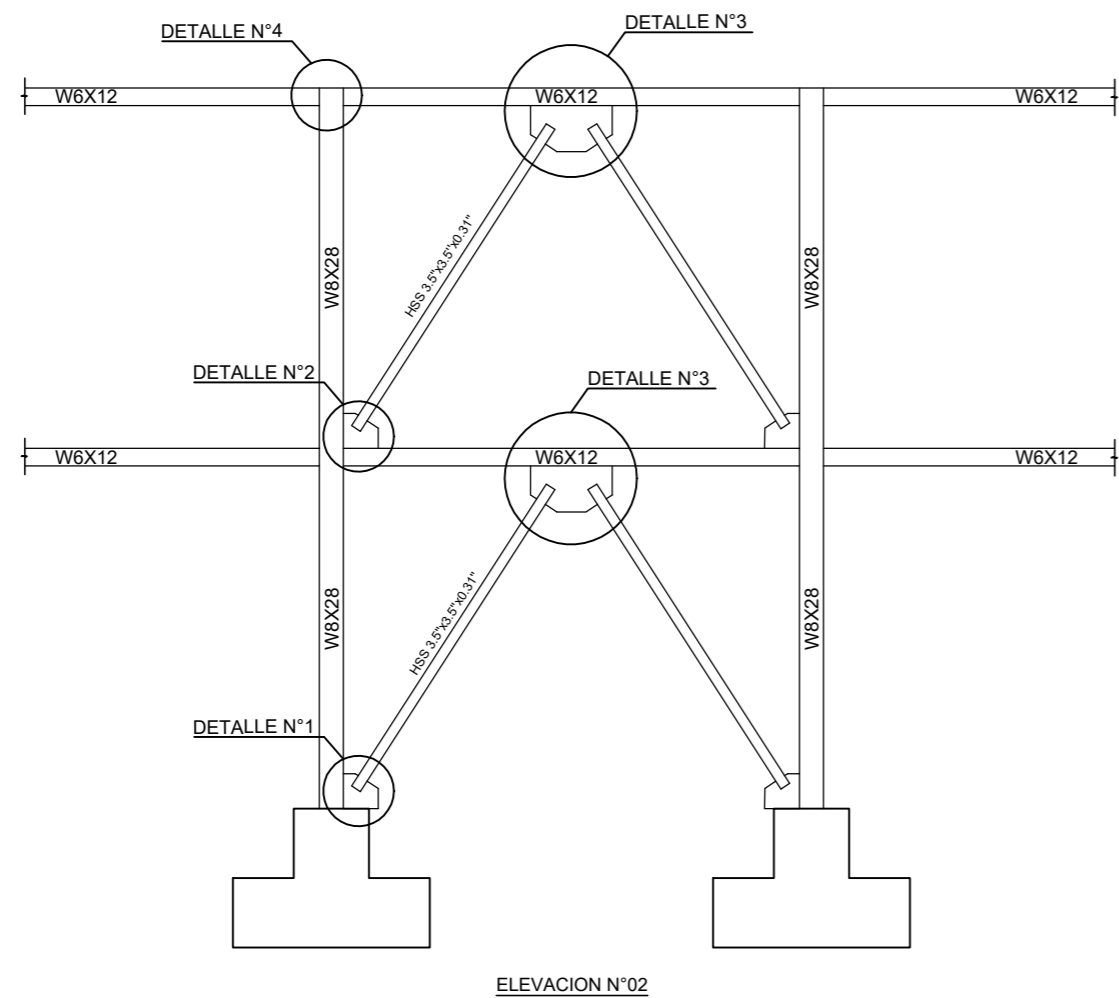 DETALLE N°4
DETALLE N°3
W6X12
W6X12
W6X12
HSS 3.5"x3.5"x0.31"
W8X28
W8X28
DETALLE N°2
DETALLE N°3
W6X12
W6X12
W6X12
HSS 3.5"x3.5"x0.31"
W8X28
W8X28
DETALLE N°1
ELEVACION N°02